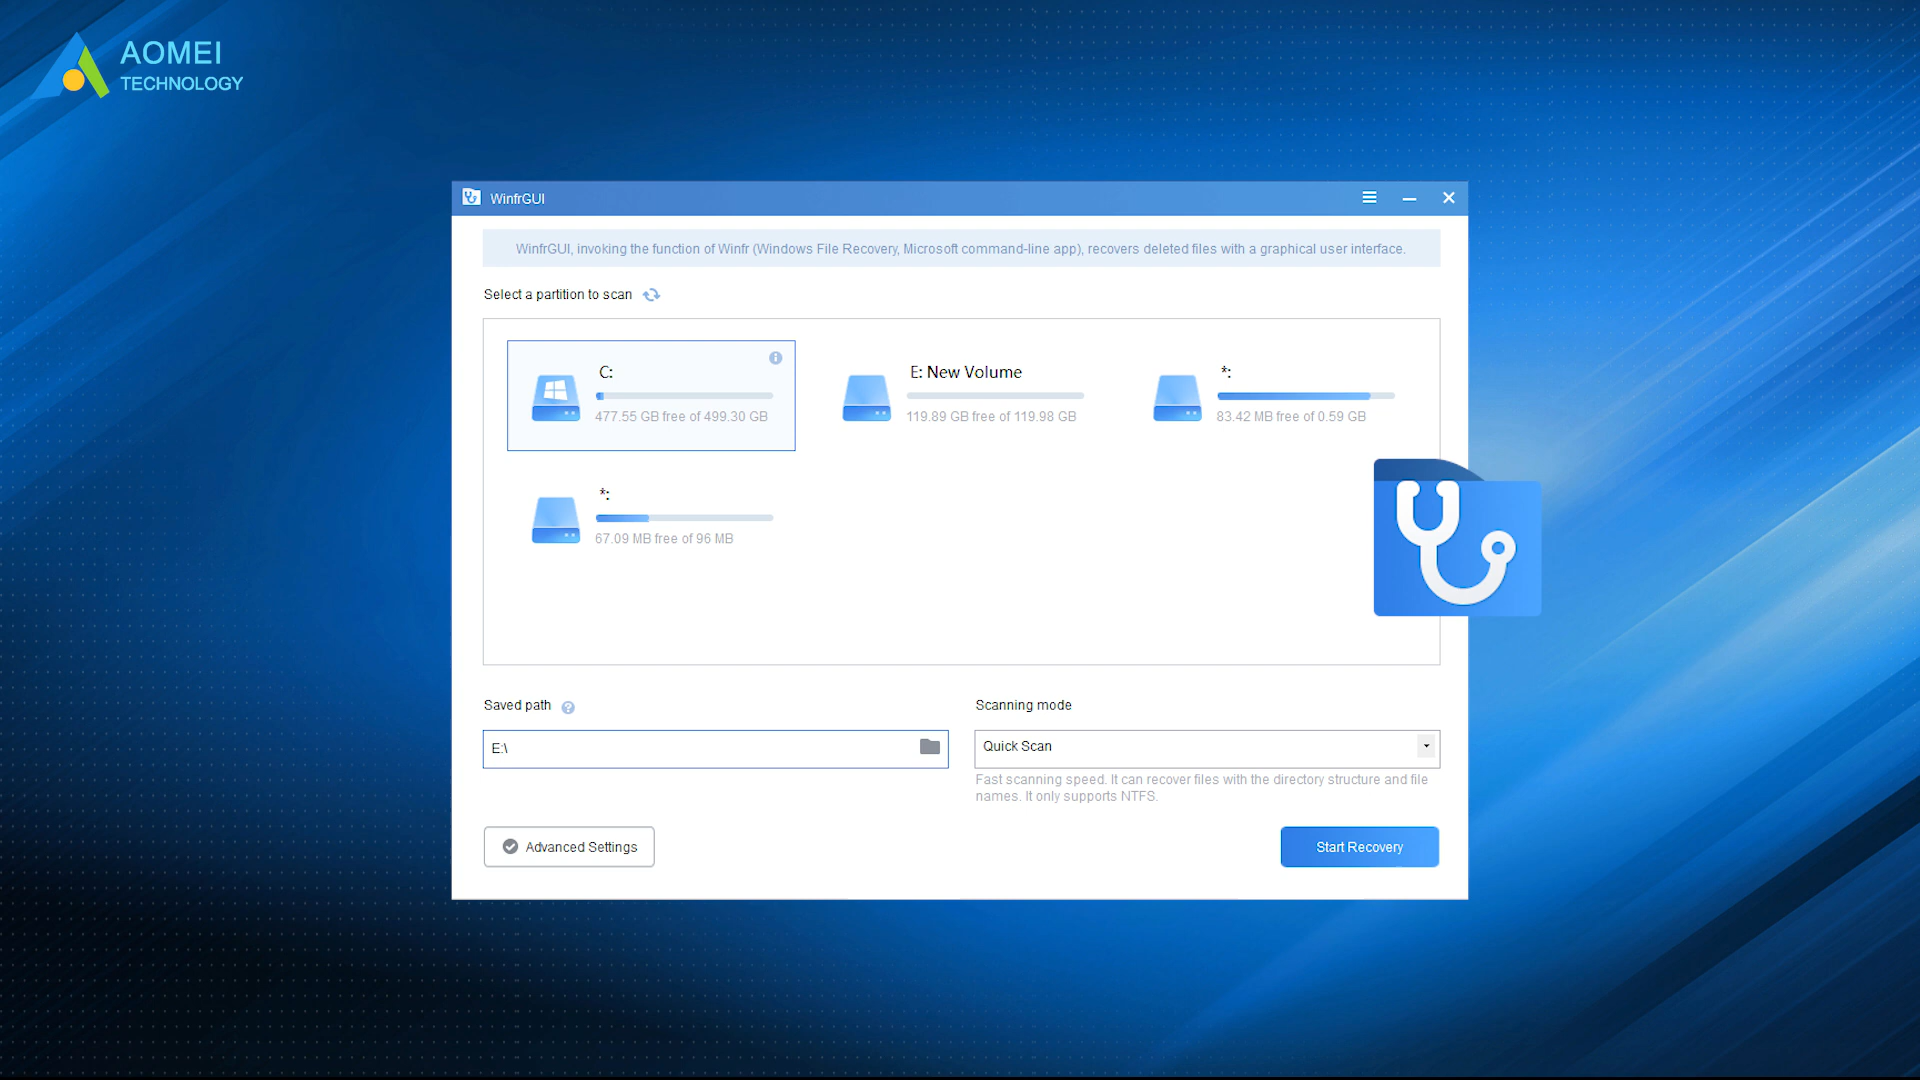 AOMEI
TECHNOLOGY
WinfrGUI
WinfrGUI, invoking the function of Winfr (Windows File Recovery, Microsoft command-line app), recovers deleted files with a graphical user interface.
Select a partition to scan
C:
477.55 GB free of 499.30 GB
E: New Volume
119.89 GB free of 119.98 GB
*:
83.42 MB free of 0.59 GB
*:
67.09 MB free of 96 MB
Saved path
E:\
Scanning mode
Quick Scan
Fast scanning speed. It can recover files with the directory structure and file
names. It only supports NTFS.
Advanced Settings
Start Recovery